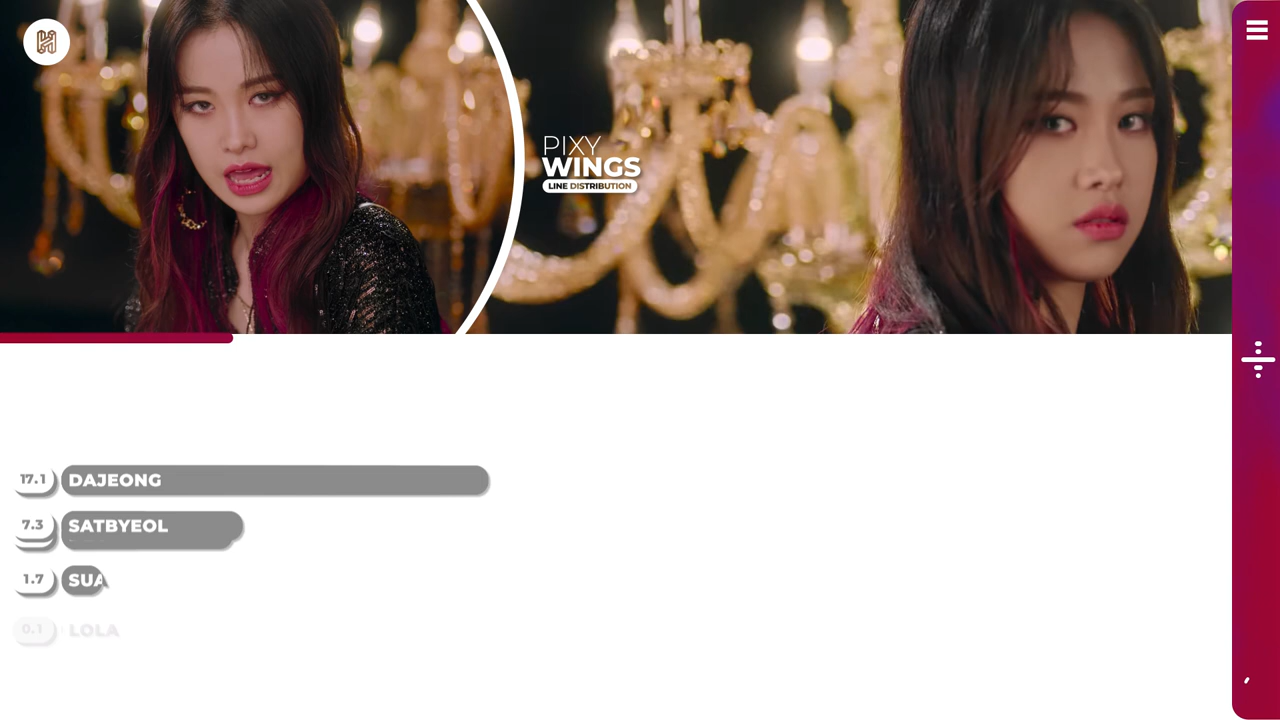 PIXY
WINGS
LINE DISTRIBUTION
17.1 DAJEONG
7.3 SATBYEOL
1.7 SUA
0.1 LOLA